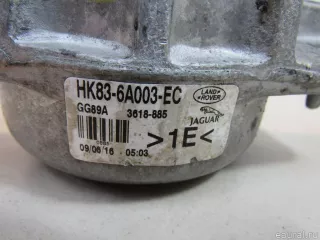 HK83-6A003-EC
GG89A 3618-885
LAND ROVER
JAGUAR
>1E<
09/06/16 - 05:03